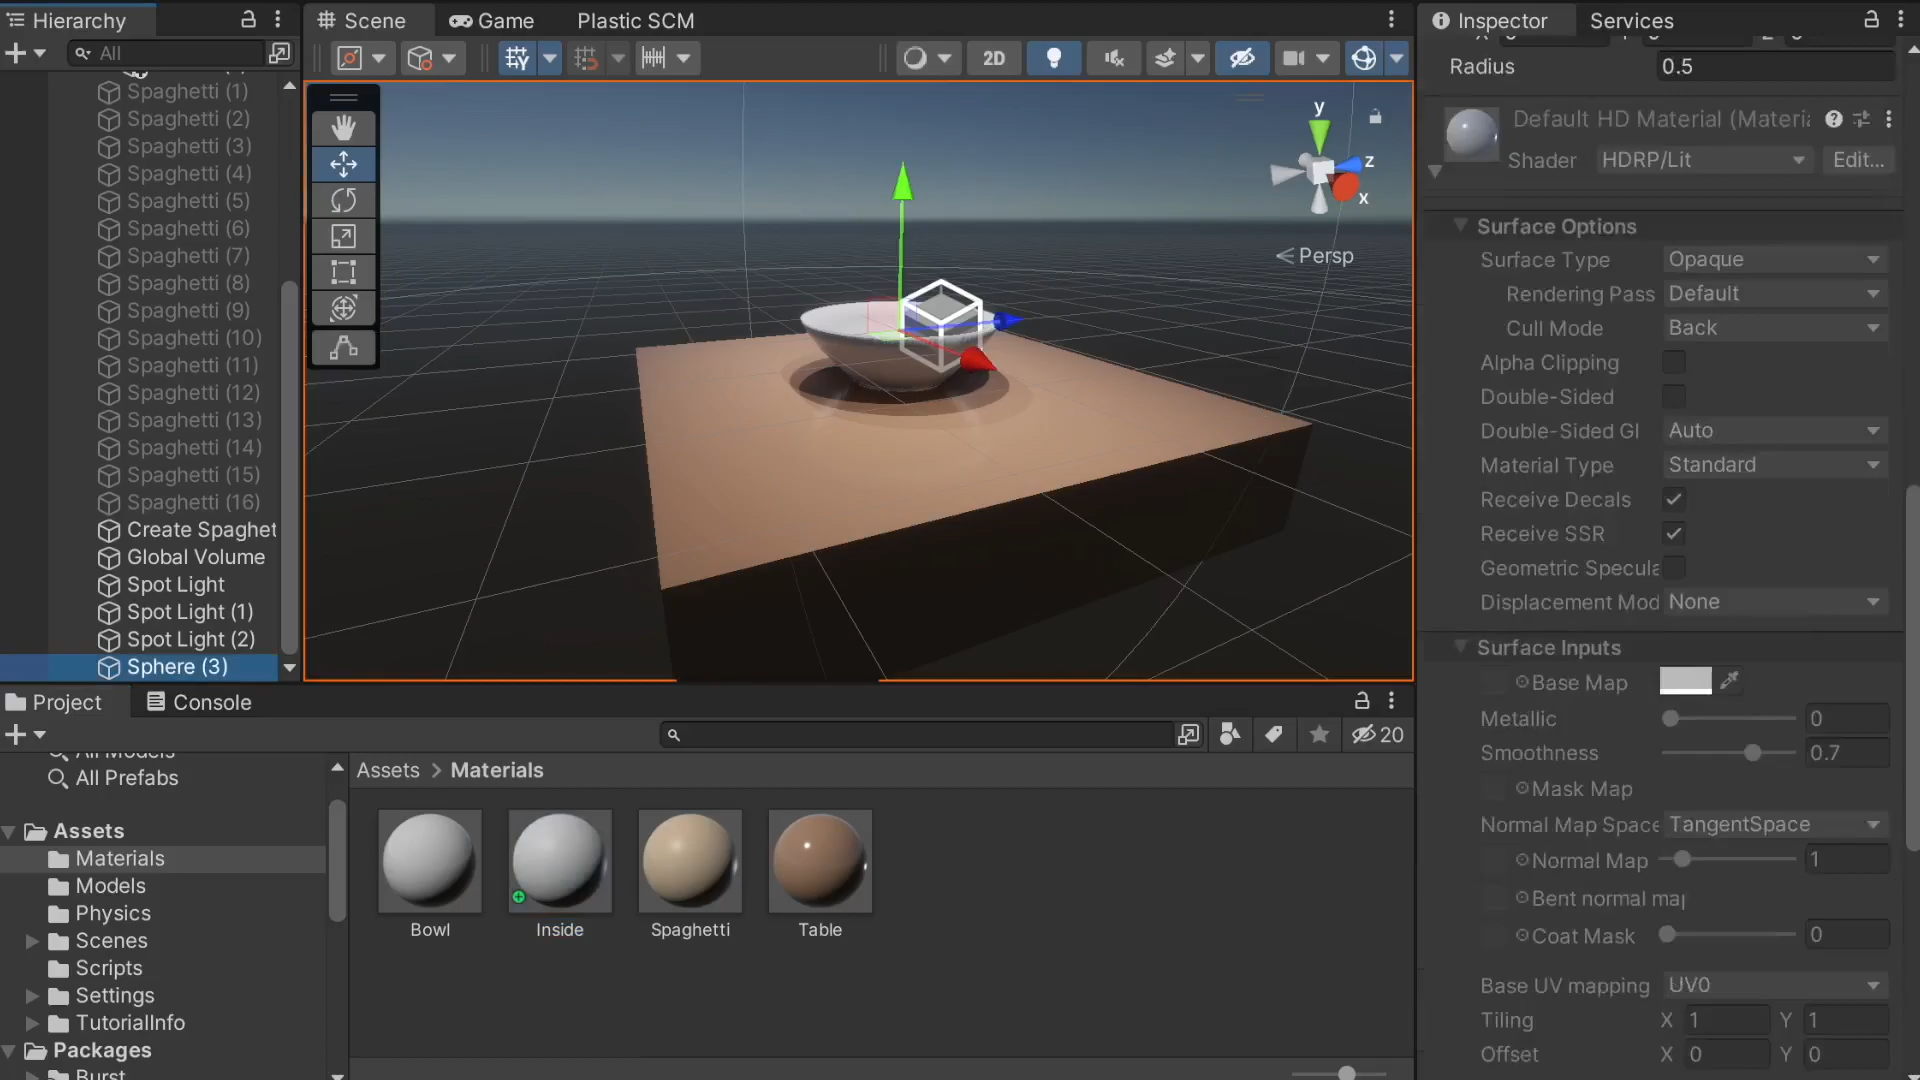 Hierarchy
All
Spaghetti (1)
Spaghetti (2)
Spaghetti (3)
Spaghetti (4)
Spaghetti (5)
Spaghetti (6)
Spaghetti (7)
Spaghetti (8)
Spaghetti (9)
Spaghetti (10)
Spaghetti (11)
Spaghetti (12)
Spaghetti (13)
Spaghetti (14)
Spaghetti (15)
Spaghetti (16)
Create Spaghet
Global Volume
Spot Light
Spot Light (1)
Spot Light (2)
Sphere (3)
Scene
Game
Plastic SCM
2D
y
z
x
Persp
Inspector
Services
Radius
0.5
Default HD Material (Materia
Shader
HDRP/Lit
Edit...
Surface Options
Surface Type
Opaque
Rendering Pass
Default
Cull Mode
Back
Alpha Clipping
Double-Sided
Double-Sided GI
Auto
Material Type
Standard
Receive Decals
Receive SSR
Geometric Specula
Displacement Mod
None
Surface Inputs
Base Map
Metallic
0
Smoothness
0.7
Mask Map
Normal Map Space
TangentSpace
Normal Map
1
Bent normal map
Coat Mask
0
Base UV mapping
UV0
Tiling
X 1
Y 1
Offset
X 0
Y 0
Project
Console
20
All Models
All Prefabs
Assets
Materials
Models
Physics
Scenes
Scripts
Settings
TutorialInfo
Packages
Burst
Assets > Materials
Bowl
Inside
Spaghetti
Table